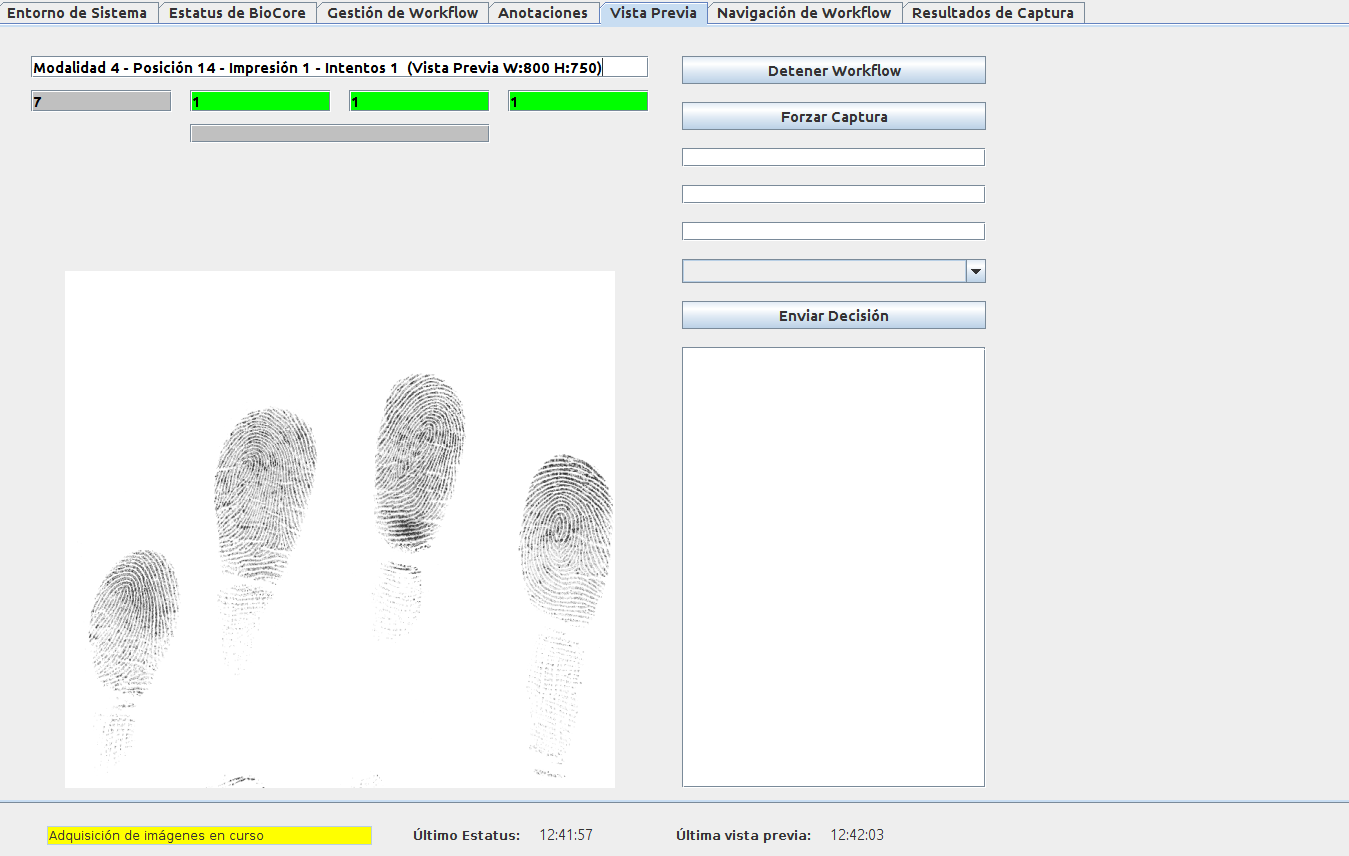 Entorno de Sistema Estatus de BioCore Gestión de Workflow Anotaciones Vista Previa Navigación de Workflow Resultados de Captura
Modalidad 4 - Posición 14 - Impresión 1 - Intentos 1 (Vista Previa W:800 H:750)
7 1 1 1
Detener Workflow
Forzar Captura
Enviar Decisión
Adquisición de imágenes en curso Último Estatus: 12:41:57 Última vista previa: 12:42:03